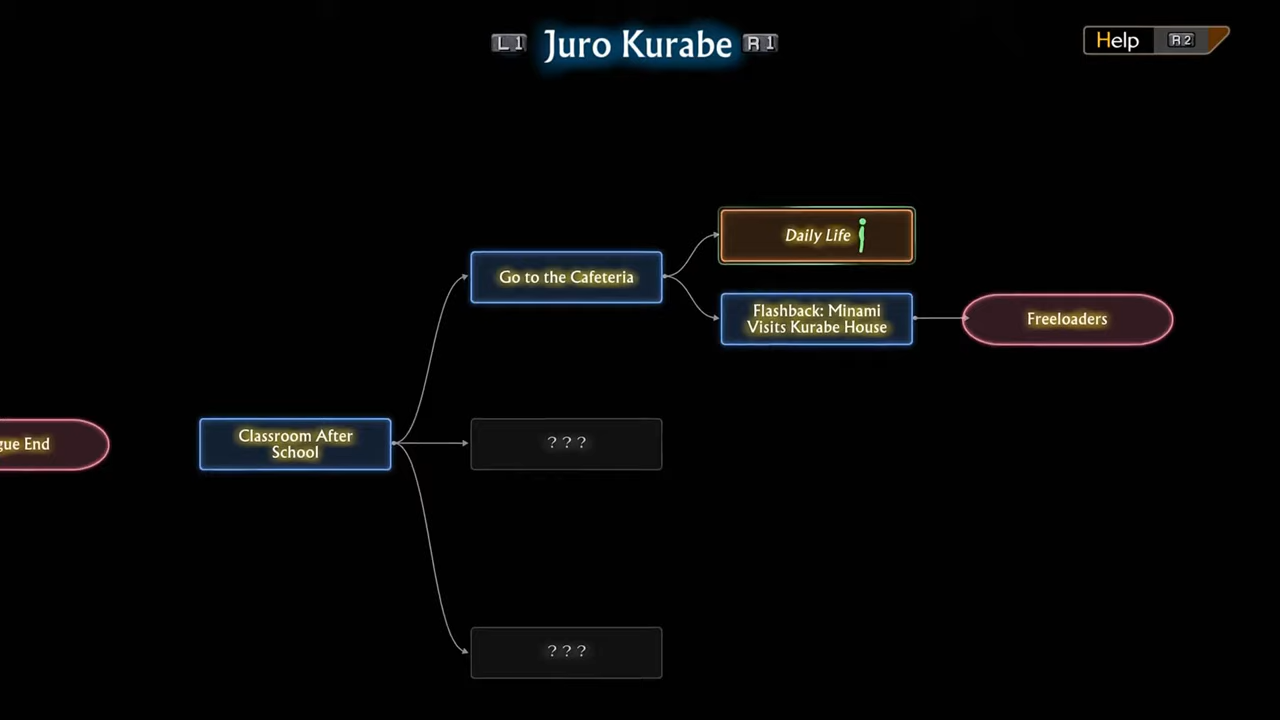 L1 Juro Kurabe R1
Help R2
Daily Life
Go to the Cafeteria
Flashback: Minami
Visits Kurabe House
Freeloaders
gue End
Classroom After
School
???
???